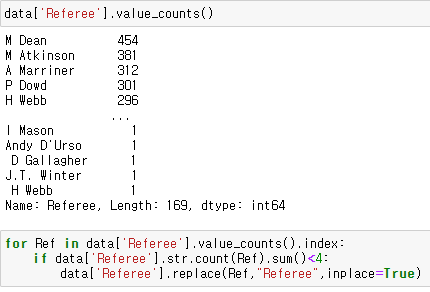 data['Referee'].value_counts()
M Dean 454
M Atkinson 381
A Marriner 312
P Dowd 301
H Webb 296
...
I Mason 1
Andy D'Urso 1
D Gallagher 1
J.T. Winter 1
H Webb 1
Name: Referee, Length: 169, dtype: int64
for Ref in data['Referee'].value_counts().index:
    if data['Referee'].str.count(Ref).sum()<4:
        data['Referee'].replace(Ref,"Referee",inplace=True)